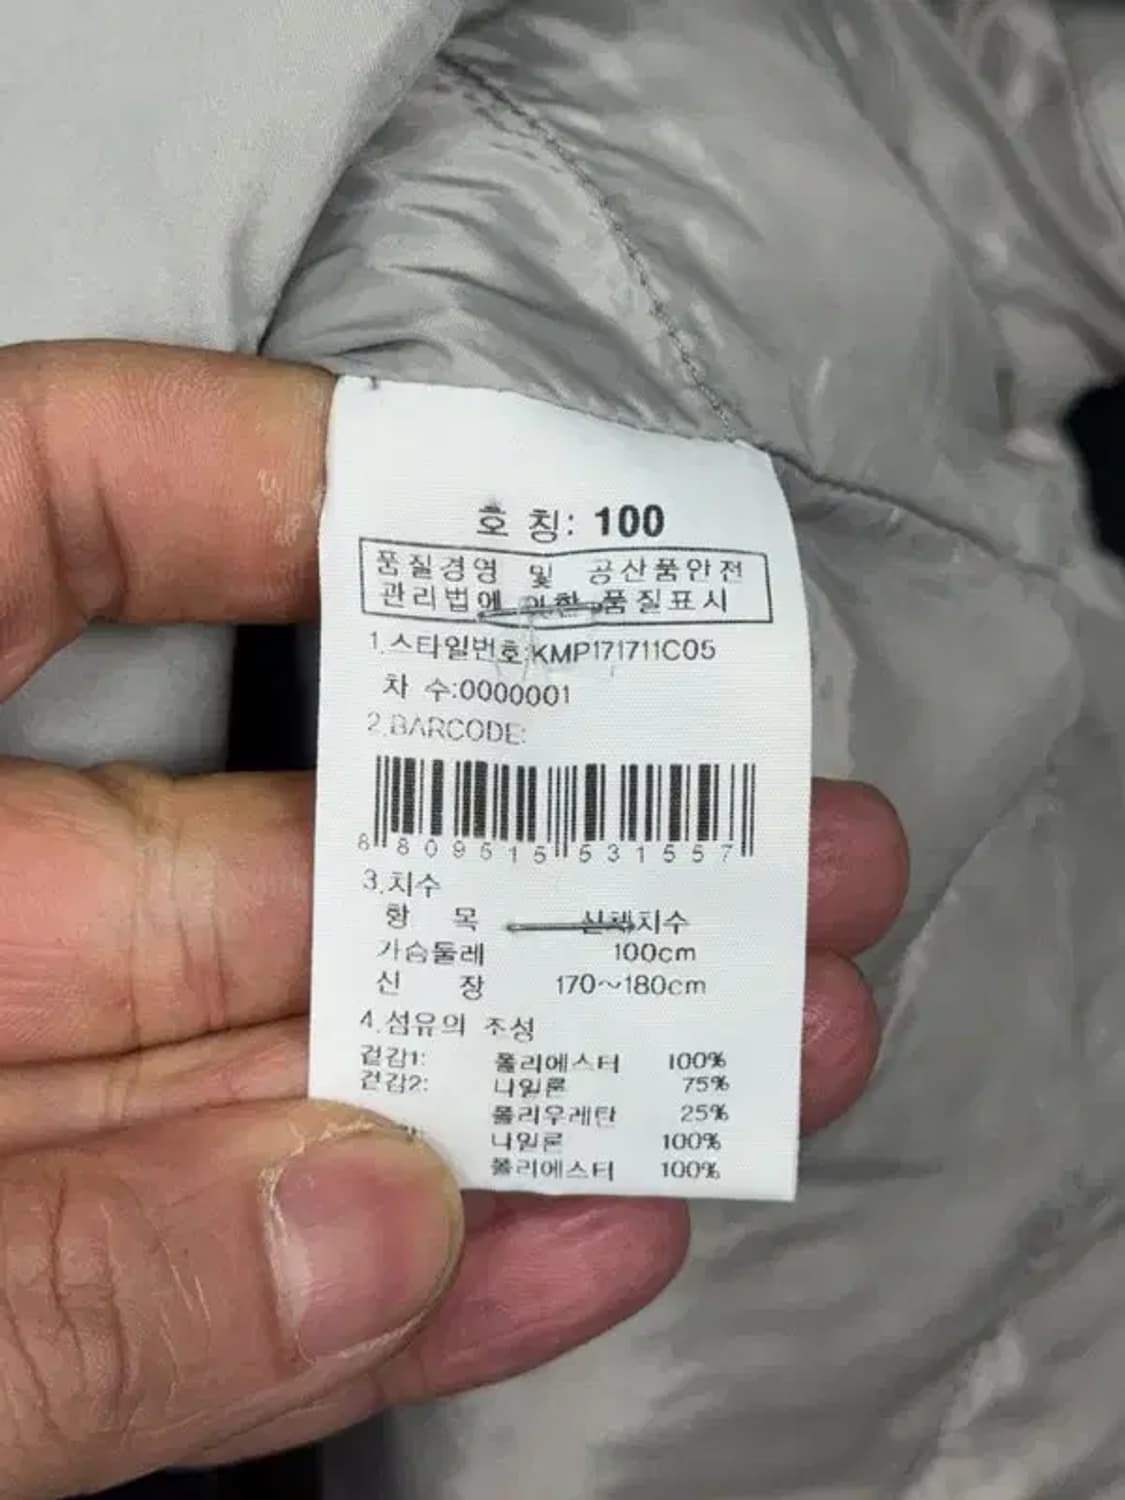 호 칭: 100
품질경영 및 공산품안전
관리법에 의한 품질표시
1.스타일번호:KMP171711C05
차 수:0000001
2.BARCODE:
8 809515 531557
3.치수
항 목 신체치수
가슴둘레 100cm
신 장 170~180cm
4.섬유의 조성
겉감1: 폴리에스터 100%
겉감2: 나일론 75%
폴리우레탄 25%
나일론 100%
폴리에스터 100%